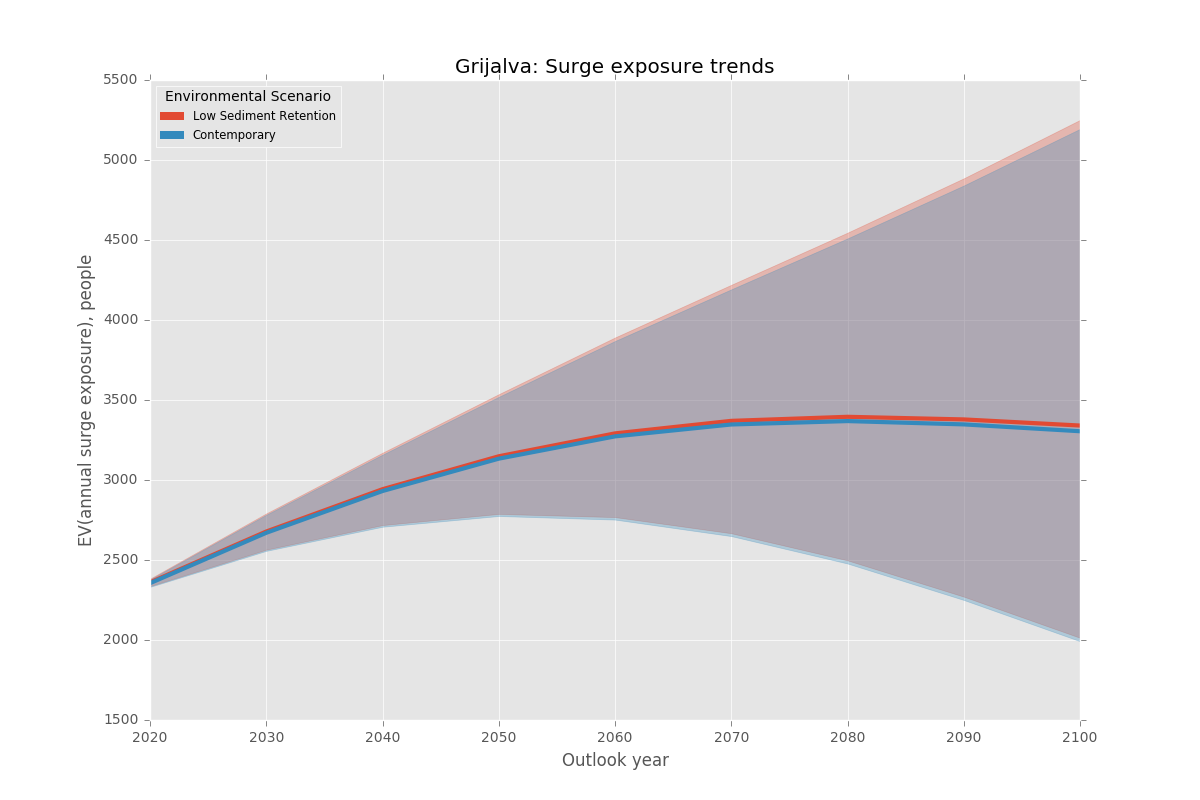 Grijalva: Surge exposure trends
Environmental Scenario
Low Sediment Retention
Contemporary
EV(annual surge exposure), people
5500
5000
4500
4000
3500
3000
2500
2000
1500
2020 2030 2040 2050 2060 2070 2080 2090 2100
Outlook year